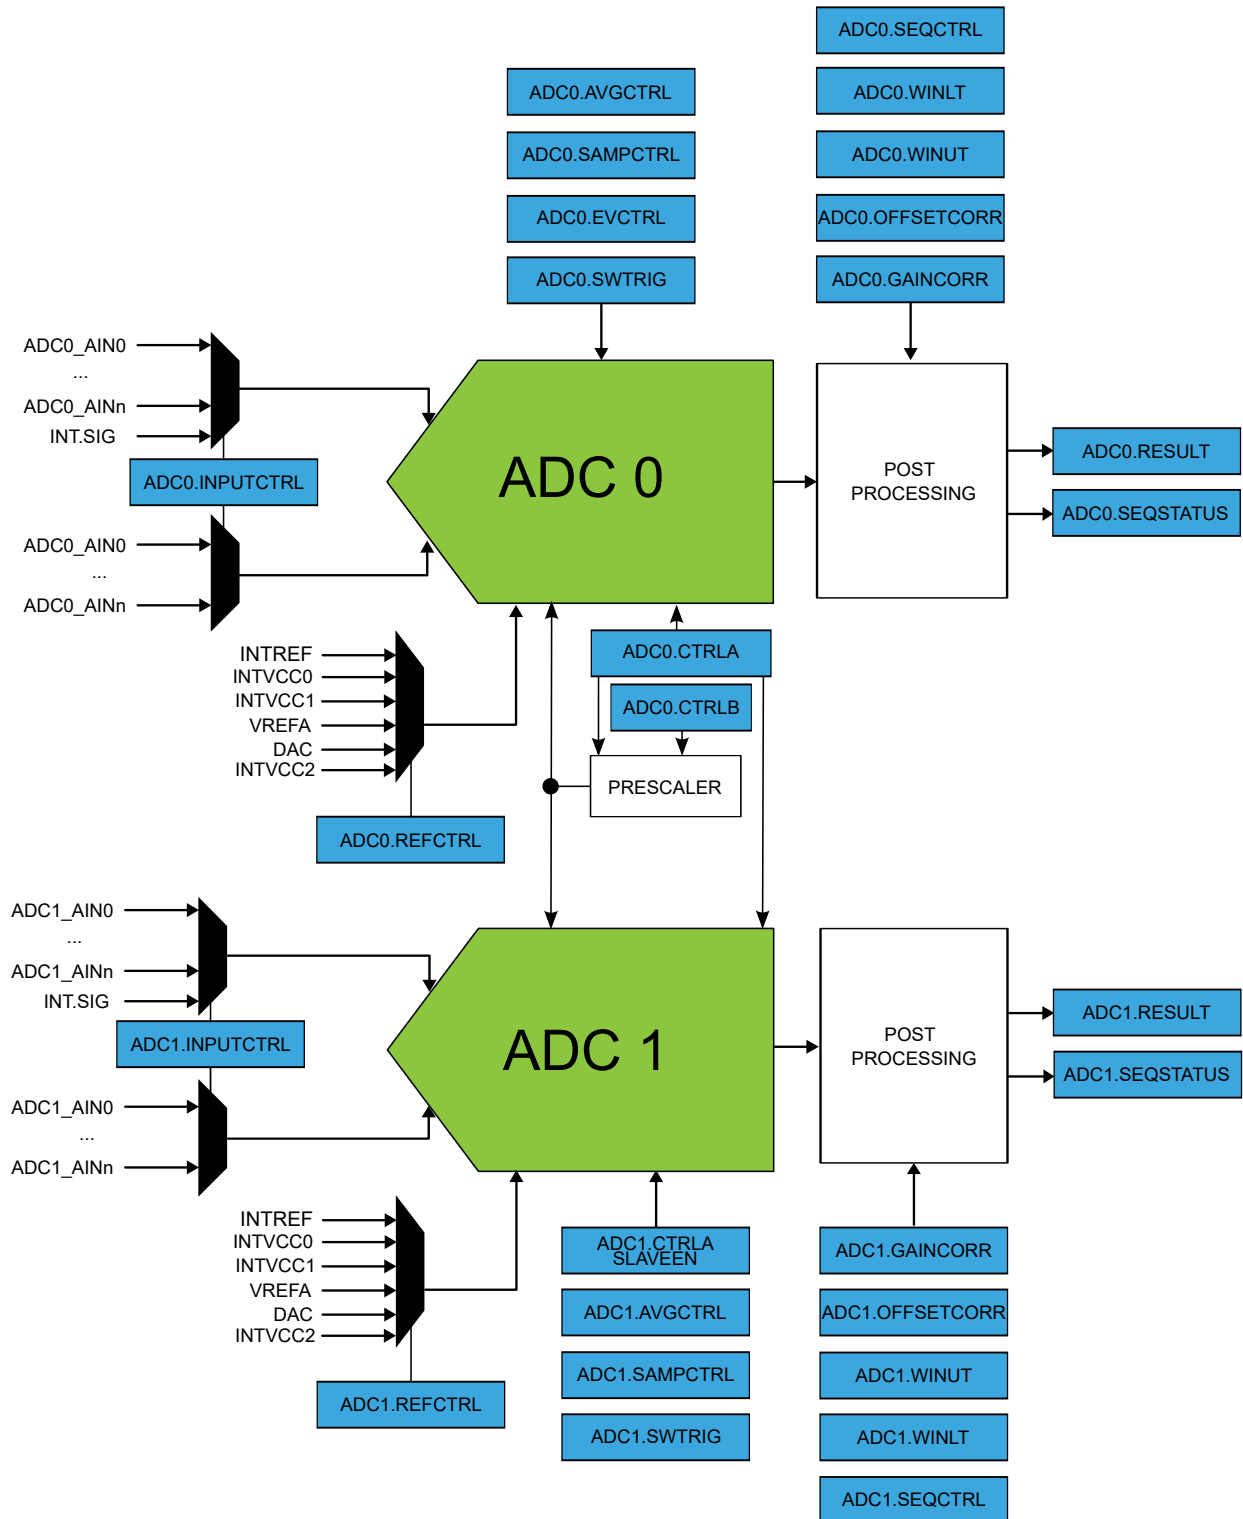 ADC0.SEQCTRL
ADC0.AVGCTRL
ADC0.WINLT
ADC0.SAMPCTRL
ADC0.WINUT
ADC0.EVCTRL
ADC0.OFFSETCORR
ADC0.SWTRIG
ADC0.GAINCORR
ADC0_AIN0
...
ADC0_AINn
INT.SIG
ADC0.INPUTCTRL
ADC0_AIN0
...
ADC0_AINn
ADC 0
POST
PROCESSING
ADC0.RESULT
ADC0.SEQSTATUS
INTREF
INTVCC0
INTVCC1
VREFA
DAC
INTVCC2
ADC0.REFCTRL
ADC0.CTRLA
ADC0.CTRLB
PRESCALER
ADC1_AIN0
...
ADC1_AINn
INT.SIG
ADC1.INPUTCTRL
ADC1_AIN0
...
ADC1_AINn
ADC 1
POST
PROCESSING
ADC1.RESULT
ADC1.SEQSTATUS
INTREF
INTVCC0
INTVCC1
VREFA
DAC
INTVCC2
ADC1.REFCTRL
ADC1.CTRLA
SLAVEEN
ADC1.AVGCTRL
ADC1.SAMPCTRL
ADC1.SWTRIG
ADC1.GAINCORR
ADC1.OFFSETCORR
ADC1.WINUT
ADC1.WINLT
ADC1.SEQCTRL